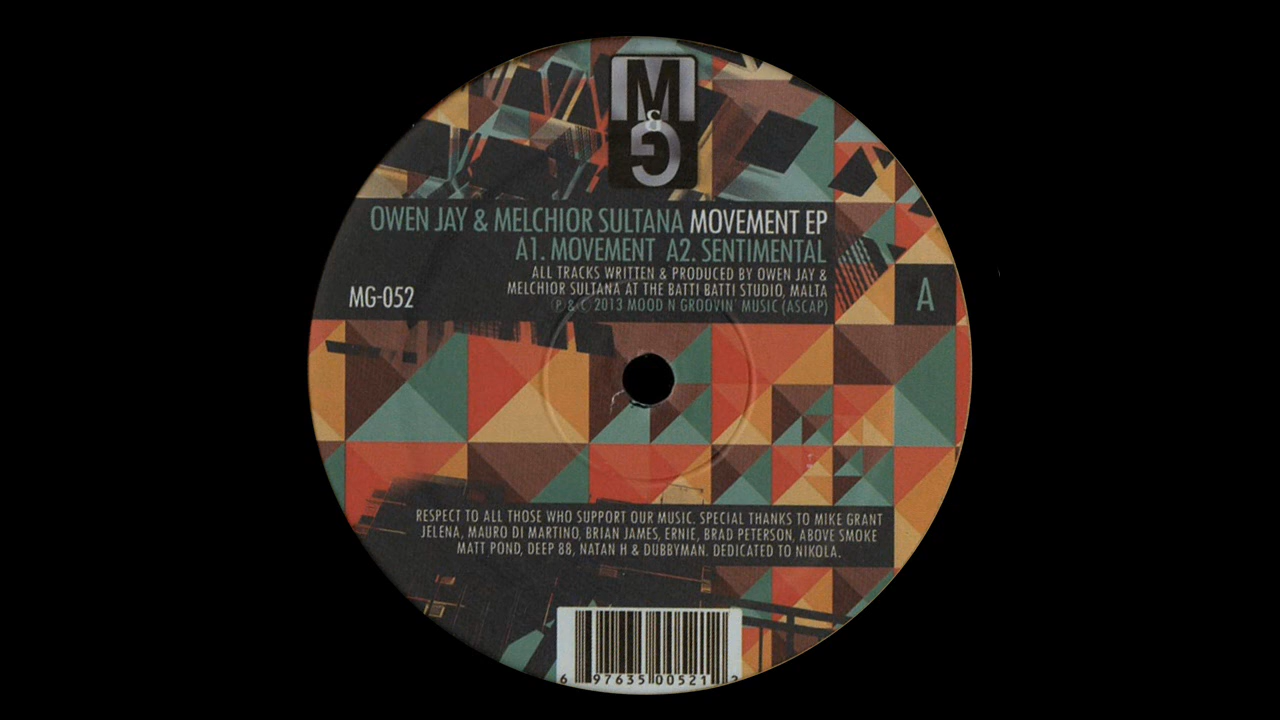 M
&
G
OWEN JAY & MELCHIOR SULTANA MOVEMENT EP
A1. MOVEMENT A2. SENTIMENTAL
ALL TRACKS WRITTEN & PRODUCED BY OWEN JAY &
MELCHIOR SULTANA AT THE BATTI BATTI STUDIO, MALTA
MG-052
℗ & © 2013 MOOD N GROOVIN' MUSIC (ASCAP)
A
RESPECT TO ALL THOSE WHO SUPPORT OUR MUSIC. SPECIAL THANKS TO MIKE GRANT
JELENA, MAURO DI MARTINO, BRIAN JAMES, ERNIE, BRAD PETERSON, ABOVE SMOKE
MATT POND, DEEP 88, NATAN H & DUBBYMAN. DEDICATED TO NIKOLA.
6 97635 00521 2